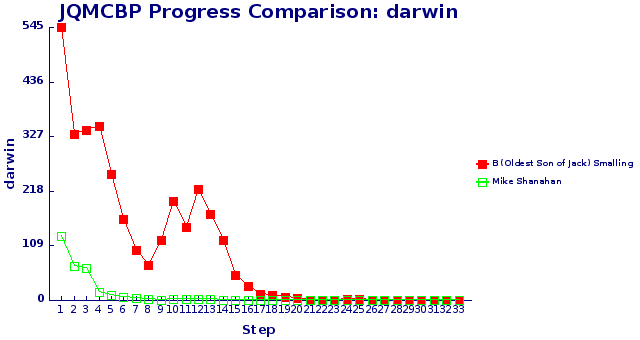 JQMCBP Progress Comparison: darwin
545
436
327
218
109
0
darwin
1 2 3 4 5 6 7 8 9 10 11 12 13 14 15 16 17 18 19 20 21 22 23 24 25 26 27 28 29 30 31 32 33
Step
B (Oldest Son of Jack) Smalling
Mike Shanahan